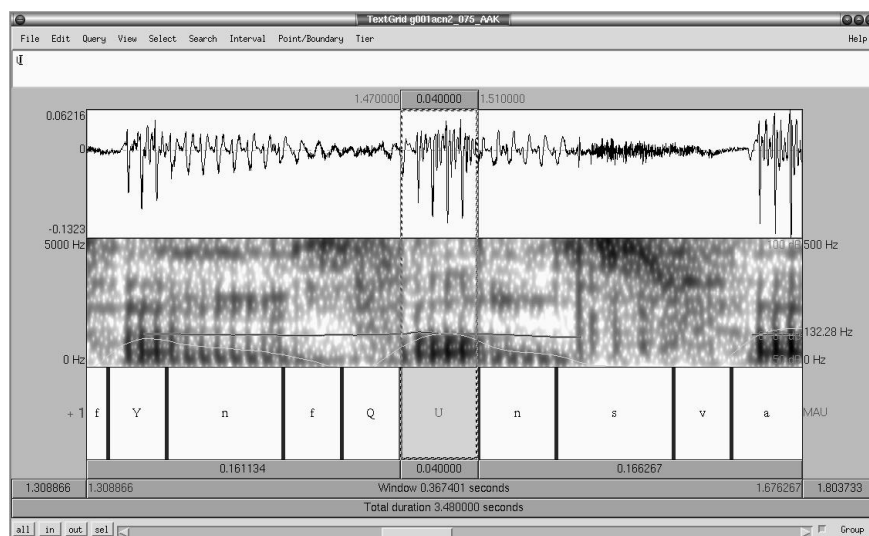 TextGrid g001acn2_075_AAK
File Edit Query View Select Search Interval Point/Boundary Tier Help
U
1.470000 0.040000 1.510000
0.06216
0
-0.1323
5000 Hz 100 dB 500 Hz
132.28 Hz
0 Hz 0 Hz
+ 1 f Y n f Q U n s v a MAU
0.161134 0.040000 0.166267
1.308866 1.308866 Window 0.367401 seconds 1.676267 1.803733
Total duration 3.480000 seconds
all in out sel Group